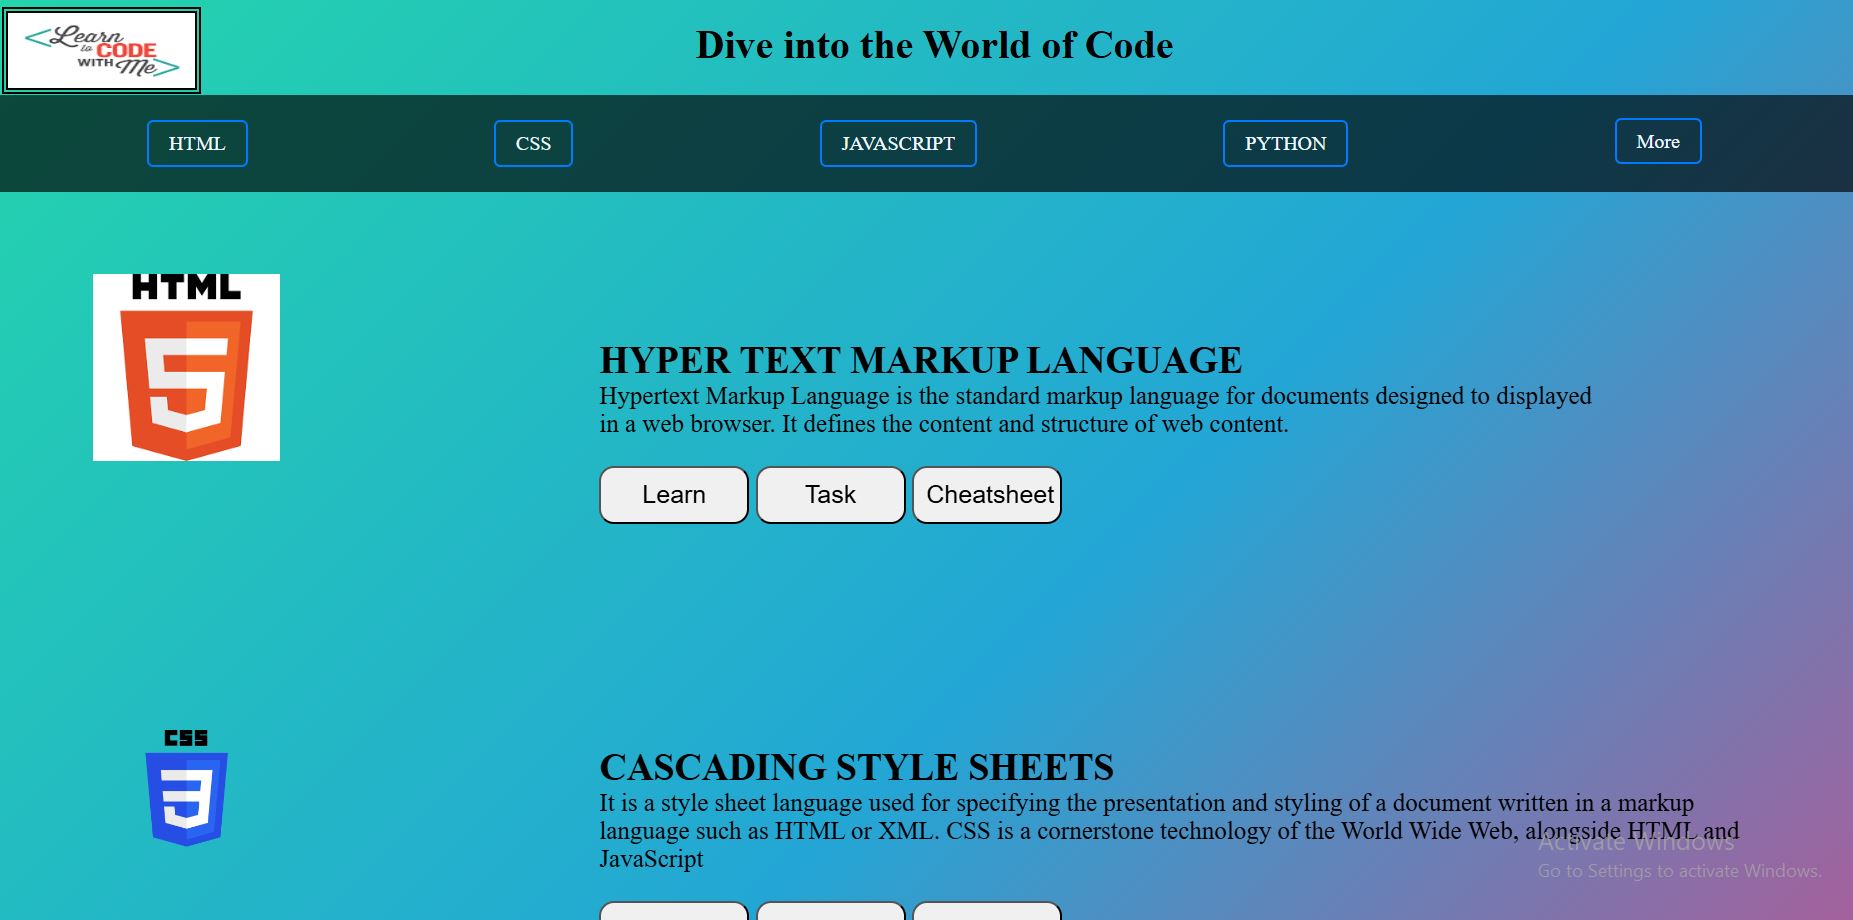 Learn
to CODE
WITH Me
Dive into the World of Code
HTML
CSS
JAVASCRIPT
PYTHON
More
HTML
5
HYPER TEXT MARKUP LANGUAGE
Hypertext Markup Language is the standard markup language for documents designed to displayed
in a web browser. It defines the content and structure of web content.
Learn
Task
Cheatsheet
CSS
3
CASCADING STYLE SHEETS
It is a style sheet language used for specifying the presentation and styling of a document written in a markup
language such as HTML or XML. CSS is a cornerstone technology of the World Wide Web, alongside HTML and
JavaScript
Activate Windows
Go to Settings to activate Windows.